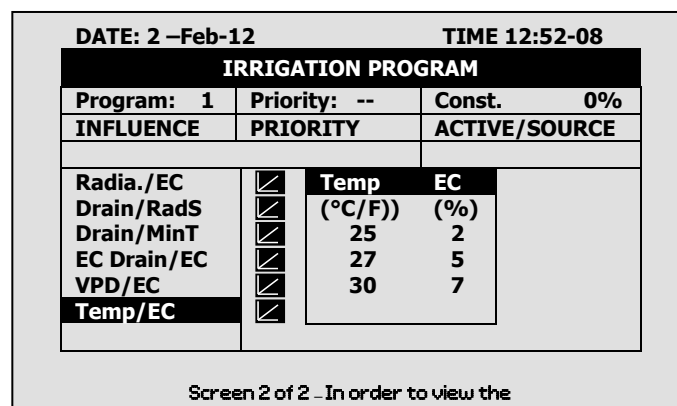 DATE: 2 –Feb-12 TIME 12:52-08
IRRIGATION PROGRAM
Program: 1 Priority: -- Const. 0%
INFLUENCE PRIORITY ACTIVE/SOURCE
Radia./EC Temp EC
Drain/RadS (°C/F)) (%)
Drain/MinT 25 2
EC Drain/EC 27 5
VPD/EC 30 7
Temp/EC
Screen 2 of 2 – In order to view the